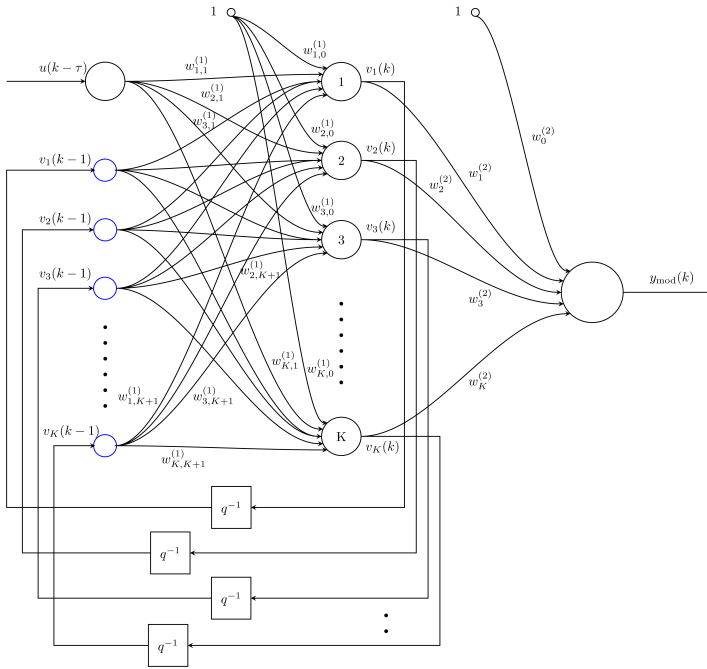 1
1
w_{1,0}^{(1)}
u(k − τ)
w_{1,1}^{(1)}
1
v_1(k)
w_{2,1}^{(1)}
w_{3,1}^{(1)}
w_{2,0}^{(1)}
w_0^{(2)}
v_1(k − 1)
2
v_2(k)
w_1^{(2)}
w_2^{(2)}
v_2(k − 1)
w_{3,0}^{(1)}
3
v_3(k)
v_3(k − 1)
w_{2,K+1}^{(1)}
w_3^{(2)}
y_{mod}(k)
w_{K,1}^{(1)}
w_{K,0}^{(1)}
w_K^{(2)}
w_{1,K+1}^{(1)}
w_{3,K+1}^{(1)}
v_K(k − 1)
K
v_K(k)
w_{K,K+1}^{(1)}
q^{−1}
q^{−1}
q^{−1}
q^{−1}